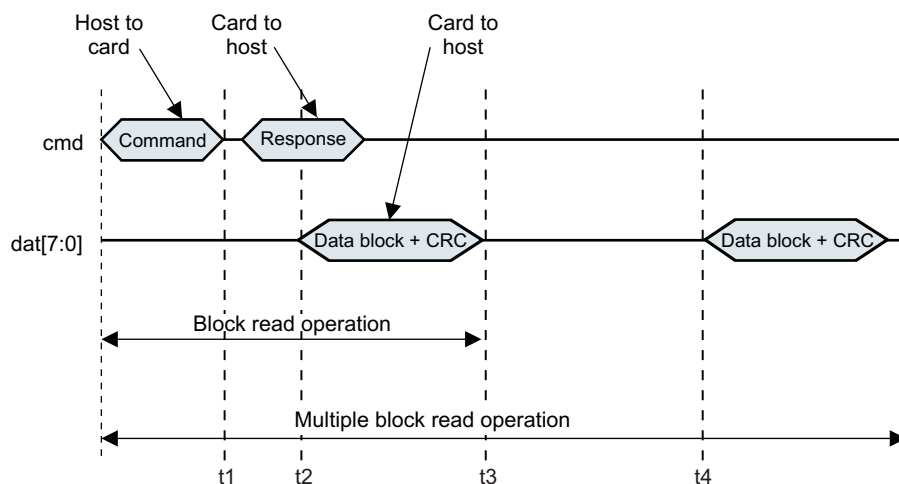 Host to
card
Card to
host
Card to
host
cmd
Command
Response
dat[7:0]
Data block + CRC
Data block + CRC
Block read operation
Multiple block read operation
t1
t2
t3
t4